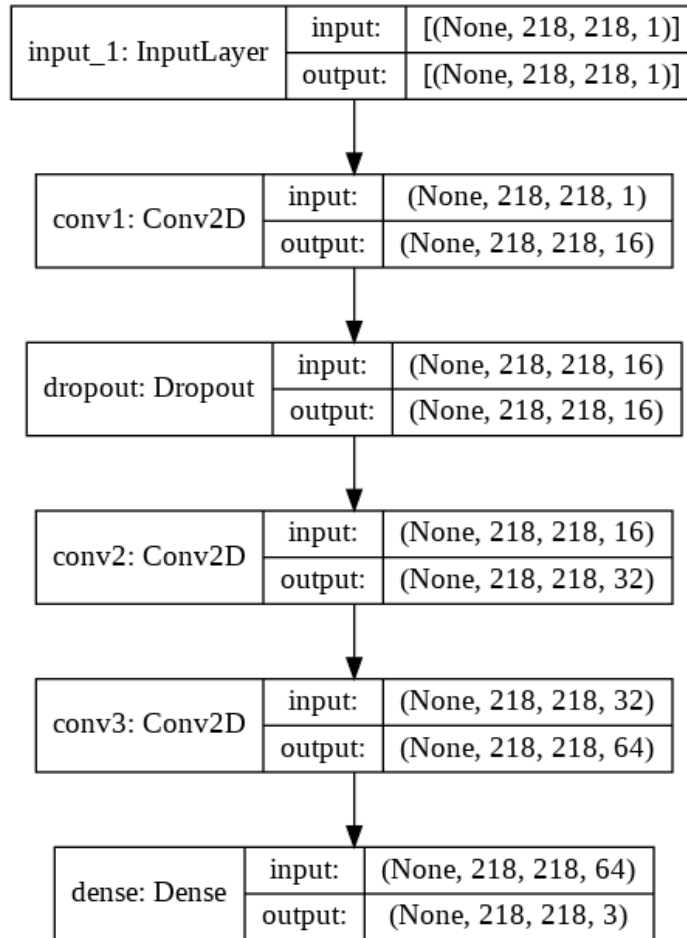 input_1: InputLayer
input: [(None, 218, 218, 1)]
output: [(None, 218, 218, 1)]
conv1: Conv2D
input: (None, 218, 218, 1)
output: (None, 218, 218, 16)
dropout: Dropout
input: (None, 218, 218, 16)
output: (None, 218, 218, 16)
conv2: Conv2D
input: (None, 218, 218, 16)
output: (None, 218, 218, 32)
conv3: Conv2D
input: (None, 218, 218, 32)
output: (None, 218, 218, 64)
dense: Dense
input: (None, 218, 218, 64)
output: (None, 218, 218, 3)